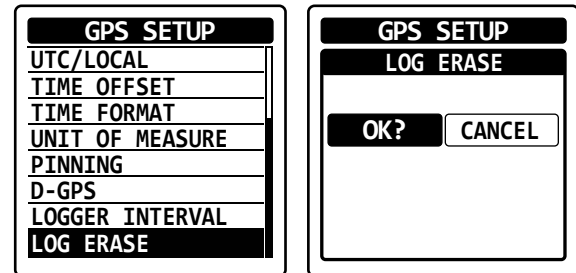 GPS SETUP
UTC/LOCAL
TIME OFFSET
TIME FORMAT
UNIT OF MEASURE
PINNING
D-GPS
LOGGER INTERVAL
LOG ERASE
GPS SETUP
LOG ERASE
OK? CANCEL